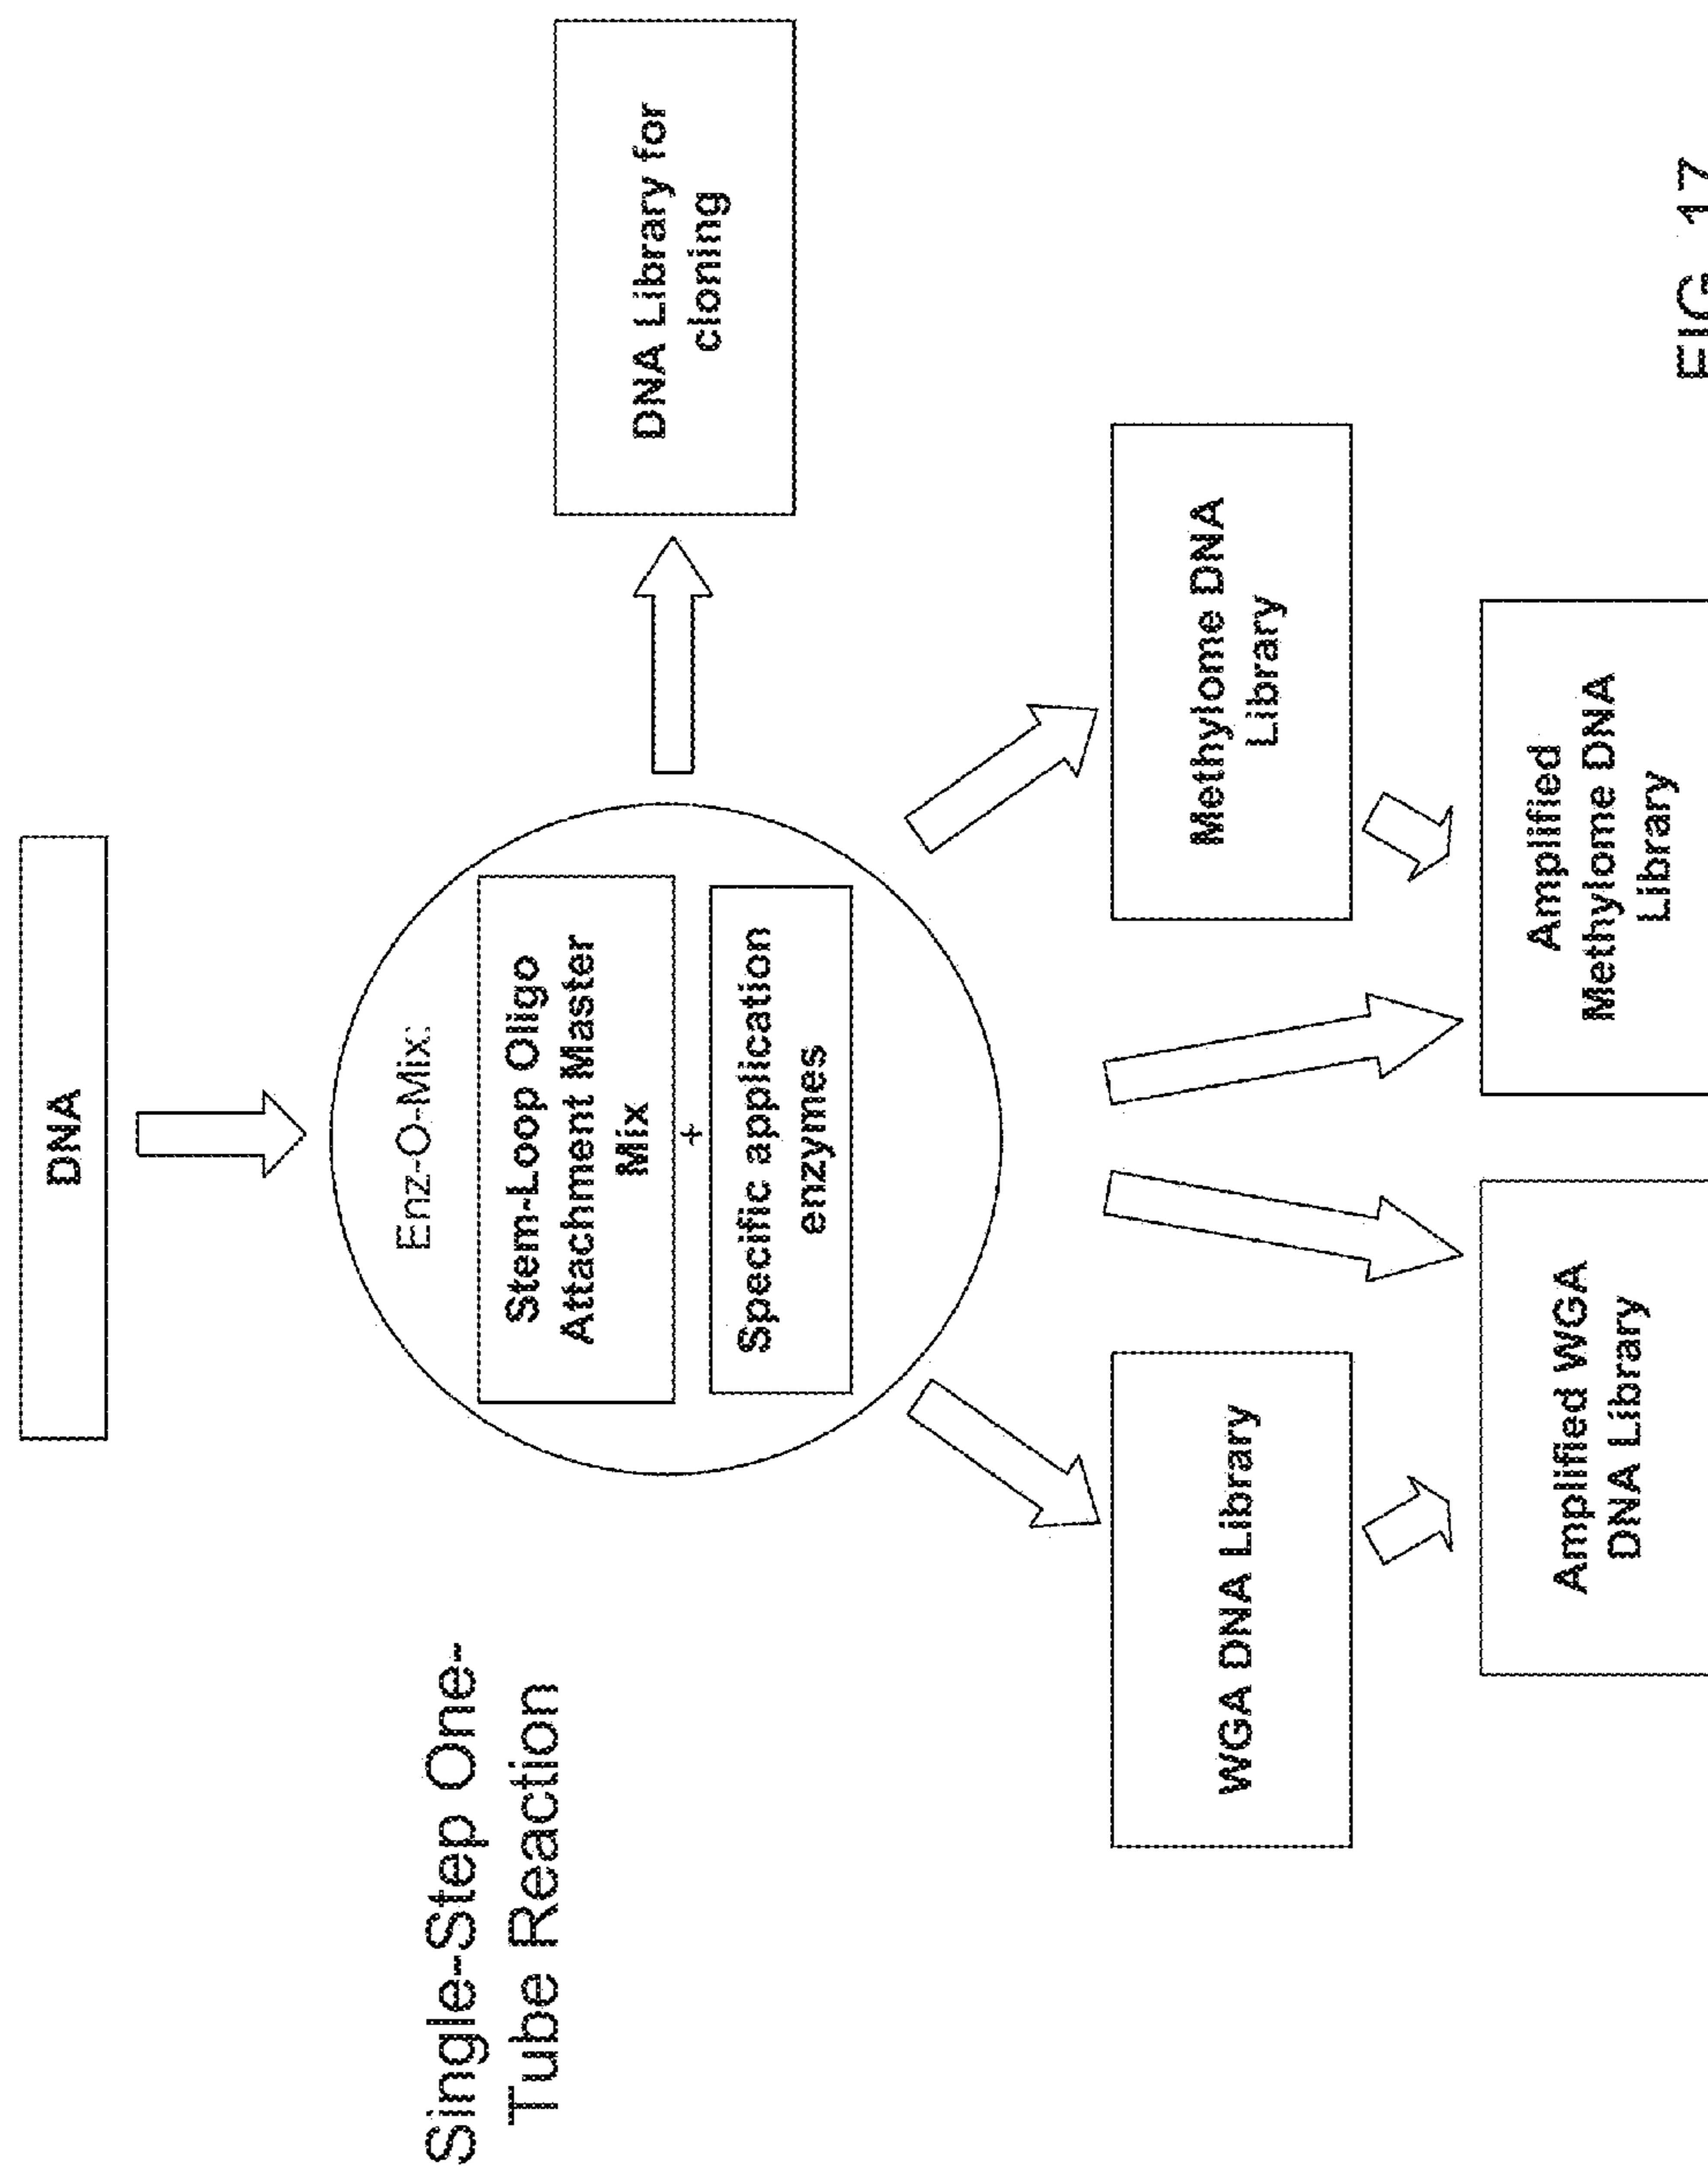 DNA
Single-Step One-
Tube Reaction
Enz-O-Mix:
Stem-Loop Oligo
Attachment Master
Mix
+
Specific application
enzymes
DNA Library for
cloning
WGA DNA Library
Methylome DNA
Library
Amplified WGA
DNA Library
Amplified
Methylome DNA
Library
FIG. 17